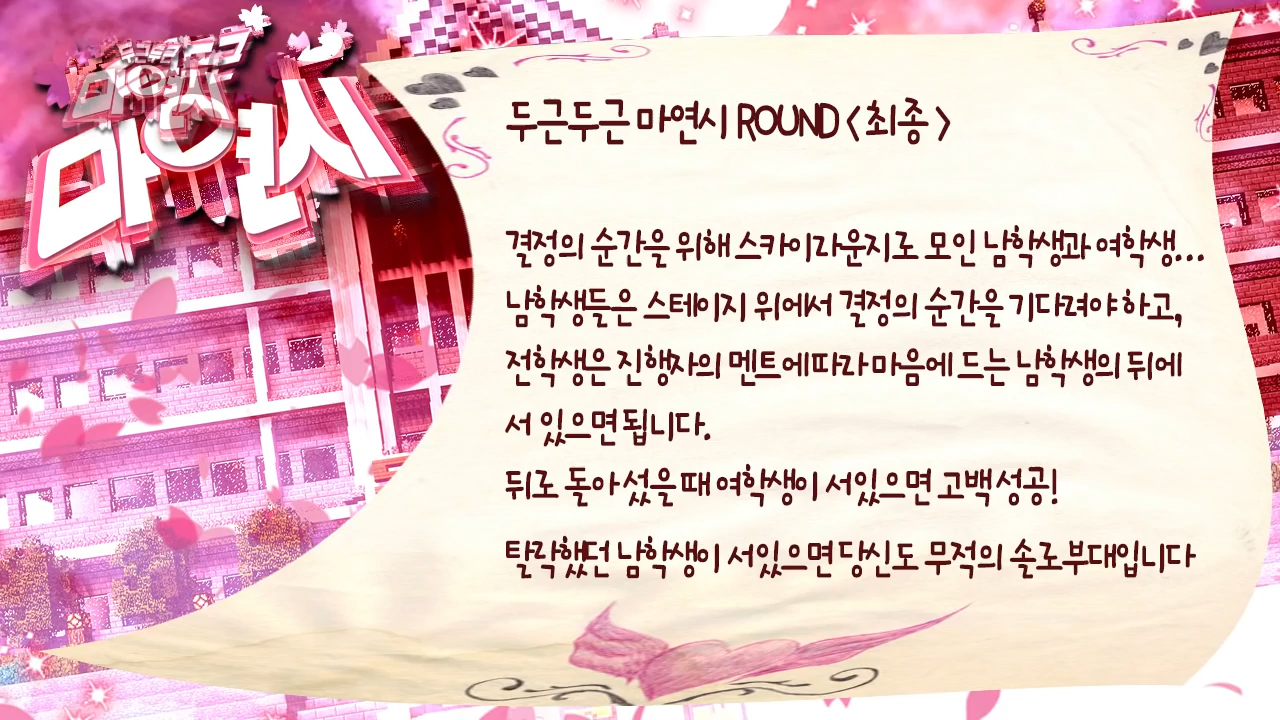 두근두근
마연시
마연시
두근두근 마연시 ROUND < 최종 >
결정의 순간을 위해 스카이라운지로 모인 남학생과 여학생...
남학생들은 스테이지 위에서 결정의 순간을 기다려야 하고,
전학생은 진행자의 멘트에따라 마음에 드는 남학생의 뒤에
서 있으면 됩니다.
뒤로 돌아섰을 때 여학생이 서있으면 고백성공!
탈락했던 남학생이 서있으면 당신도 무적의 솔로부대입니다